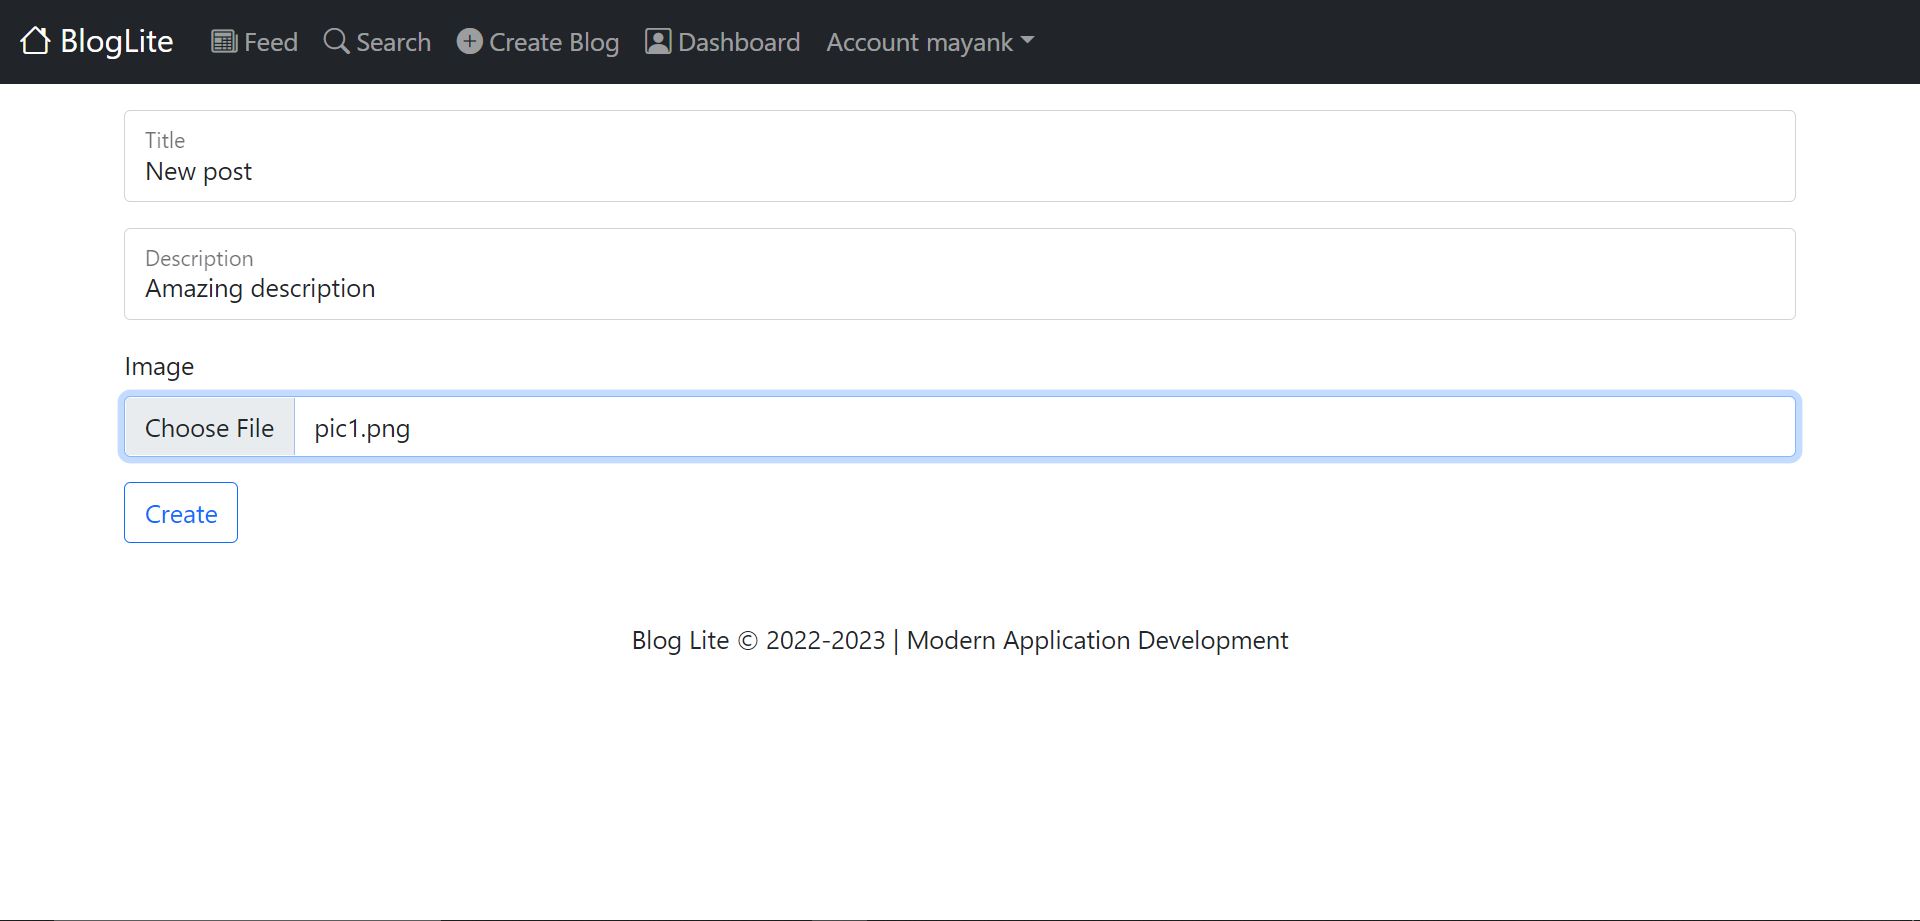 BlogLite Feed Search Create Blog Dashboard Account mayank
Title
New post
Description
Amazing description
Image
Choose File pic1.png
Create
Blog Lite © 2022-2023 | Modern Application Development